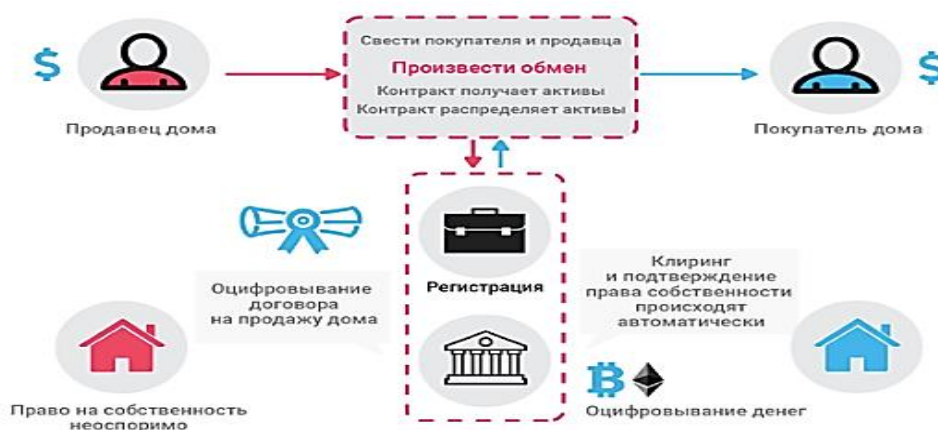 Свести покупателя и продавца
Произвести обмен
Контракт получает активы
Контракт распределяет активы
$
$
Продавец дома
Покупатель дома
Оцифровывание
договора
на продажу дома
Регистрация
Клиринг
и подтверждение
права собственности
происходят
автоматически
Право на собственность
неоспоримо
Оцифровывание денег